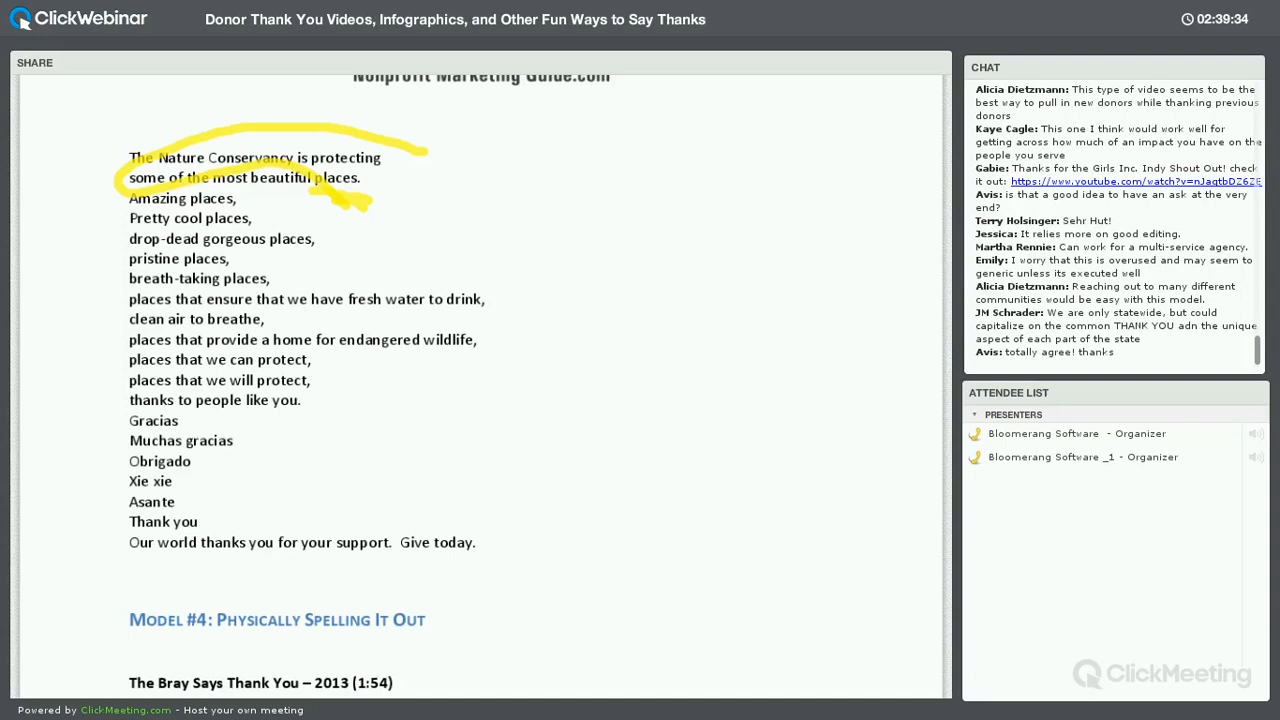 ClickWebinar
Donor Thank You Videos, Infographics, and Other Fun Ways to Say Thanks
02:39:34
SHARE
Nonprofit Marketing Guide.com
The Nature Conservancy is protecting
some of the most beautiful places.
Amazing places,
Pretty cool places,
drop-dead gorgeous places,
pristine places,
breath-taking places,
places that ensure that we have fresh water to drink,
clean air to breathe,
places that provide a home for endangered wildlife,
places that we can protect,
places that we will protect,
thanks to people like you.
Gracias
Muchas gracias
Obrigado
Xie xie
Asante
Thank you
Our world thanks you for your support.  Give today.
MODEL #4: PHYSICALLY SPELLING IT OUT
The Bray Says Thank You – 2013 (1:54)
CHAT
Alicia Dietzmann: This type of video seems to be the
best way to pull in new donors while thanking previous
donors
Kaye Cagle: This one I think would work well for
getting across how much of an impact you have on the
people you serve
Gabie: Thanks for the Girls Inc. Indy Shout Out! check
it out:
Avis: is that a good idea to have an ask at the very
end?
Terry Holsinger: Sehr Hut!
Jessica: It relies more on good editing.
Martha Rennie: Can work for a multi-service agency.
Emily: I worry that this is overused and may seem to
generic unless its executed well
Alicia Dietzmann: Reaching out to many different
communities would be easy with this model.
JM Schrader: We are only statewide, but could
capitalize on the common THANK YOU adn the unique
aspect of each part of the state
Avis: totally agree! thanks
ATTENDEE LIST
PRESENTERS
Bloomerang Software - Organizer
Bloomerang Software _1 - Organizer
ClickMeeting
Powered by ClickMeeting.com - Host your own meeting